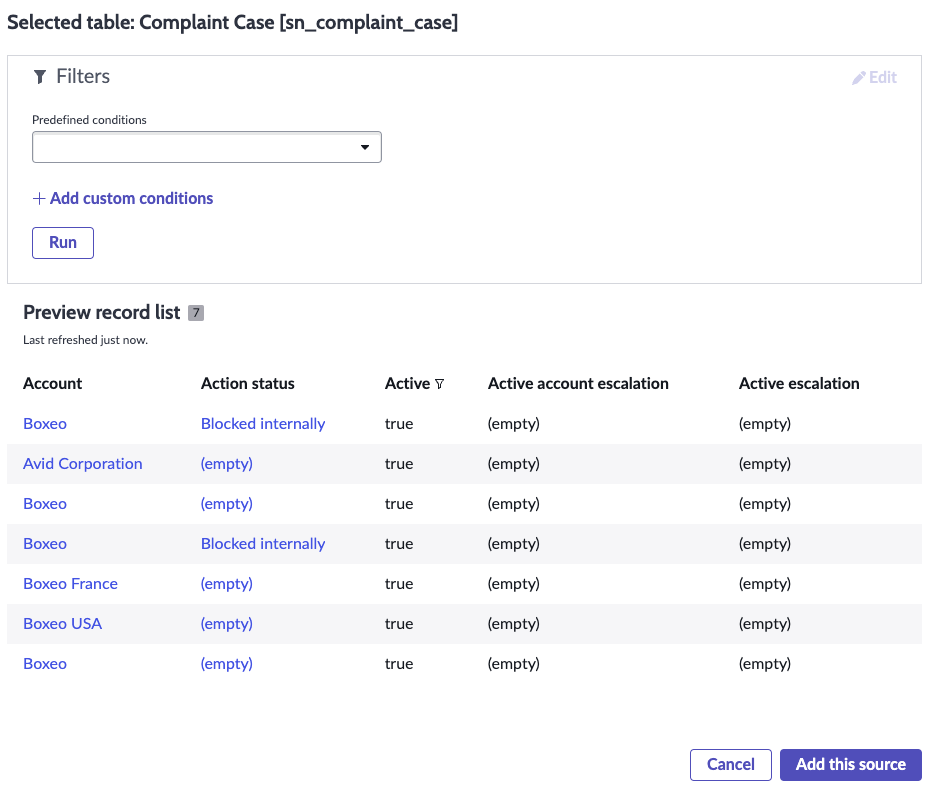 Selected table: Complaint Case [sn_complaint_case]
Filters
Edit
Predefined conditions
+ Add custom conditions
Run
Preview record list 7
Last refreshed just now.
Account Action status Active Active account escalation Active escalation
Boxeo Blocked internally true (empty) (empty)
Avid Corporation (empty) true (empty) (empty)
Boxeo (empty) true (empty) (empty)
Boxeo Blocked internally true (empty) (empty)
Boxeo France (empty) true (empty) (empty)
Boxeo USA (empty) true (empty) (empty)
Boxeo (empty) true (empty) (empty)
Cancel Add this source